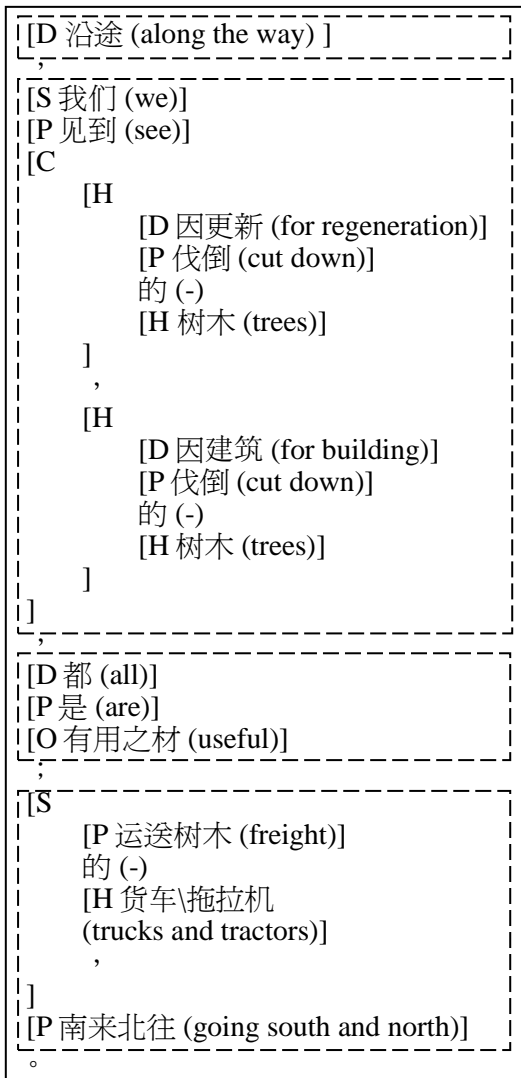 [D 沿途 (along the way) ]
，
[S 我们 (we)]
[P 见到 (see)]
[C
[H
[D 因更新 (for regeneration)]
[P 伐倒 (cut down)]
的 (-)
[H 树木 (trees)]
]
，
[H
[D 因建筑 (for building)]
[P 伐倒 (cut down)]
的 (-)
[H 树木 (trees)]
]
]
，
[D 都 (all)]
[P 是 (are)]
[O 有用之材 (useful)]
；
[S
[P 运送树木 (freight)]
的 (-)
[H 货车\拖拉机
(trucks and tractors)]
，
]
[P 南来北往 (going south and north)]
。